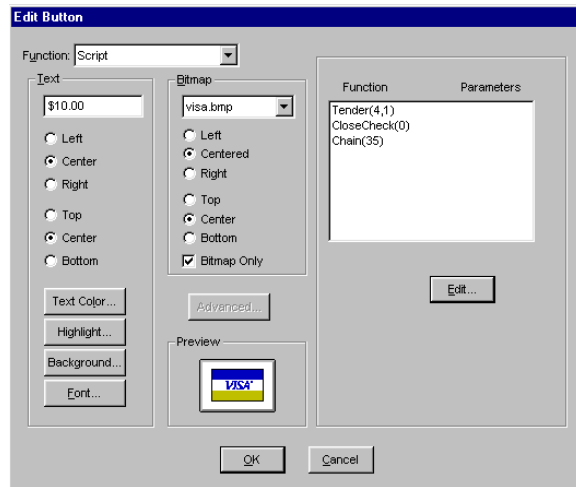 Edit Button
Function: Script
Text
$10.00
Left
Center
Right
Top
Center
Bottom
Text Color...
Highlight...
Background...
Font...
Bitmap
visa.bmp
Left
Centered
Right
Top
Center
Bottom
Bitmap Only
Advanced...
Preview
VISA
Function Parameters
Tender(4,1)
CloseCheck(0)
Chain(35)
Edit...
OK Cancel